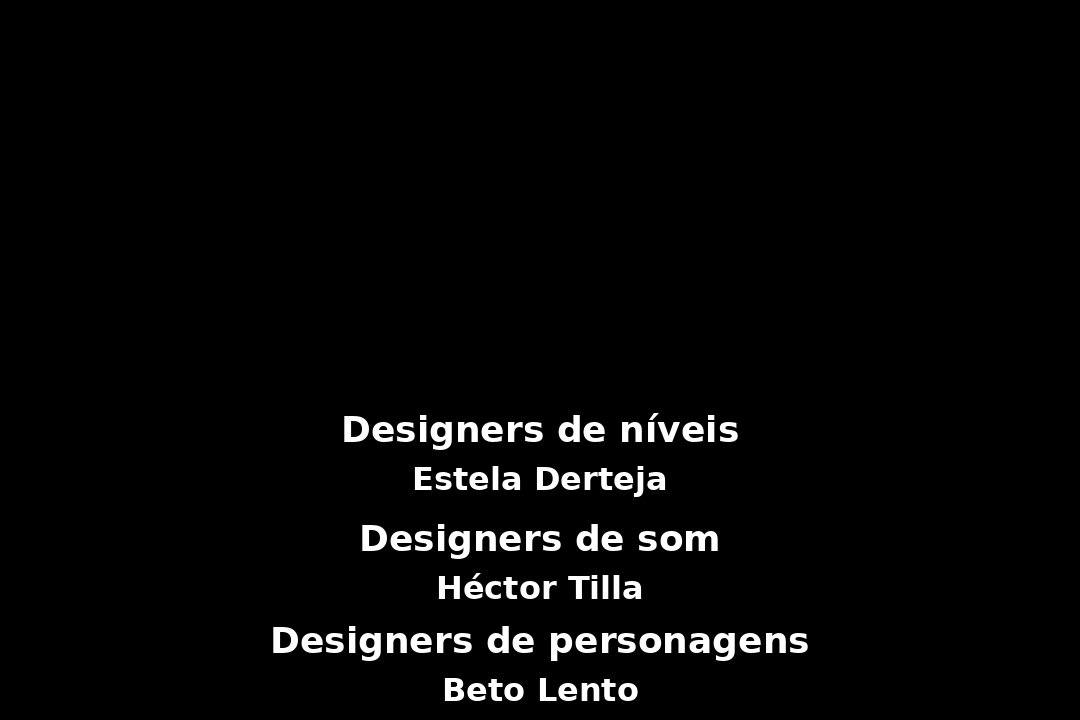 Designers de níveis
Estela Derteja
Designers de som
Héctor Tilla
Designers de personagens
Beto Lento